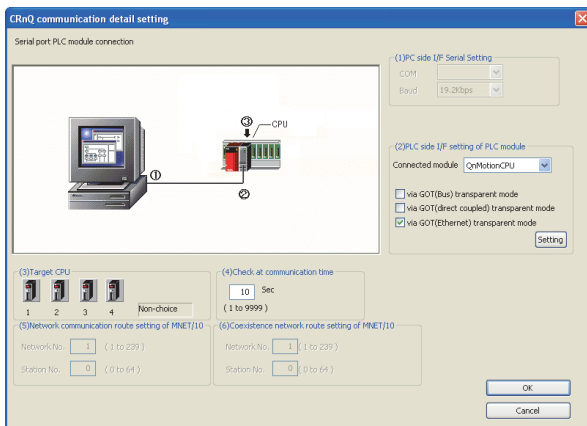 CRnQ communication detail setting
Serial port PLC module connection
③
CPU
①
②
(1)PC side I/F Serial Setting
COM
Baud 19.2Kbps
(2)PLC side I/F setting of PLC module
Connected module QnMotionCPU
via GOT(Bus) transparent mode
via GOT(direct coupled) transparent mode
via GOT(Ethernet) transparent mode
Setting
(3)Target CPU
1 2 3 4 Non-choice
(4)Check at communication time
10 Sec
( 1 to 9999 )
(5)Network communication route setting of MNET/10
Network No. 1 ( 1 to 239 )
Station No. 0 ( 0 to 64 )
(6)Coexistence network route setting of MNET/10
Network No. 1 ( 1 to 239 )
Station No. 0 ( 0 to 64 )
OK
Cancel